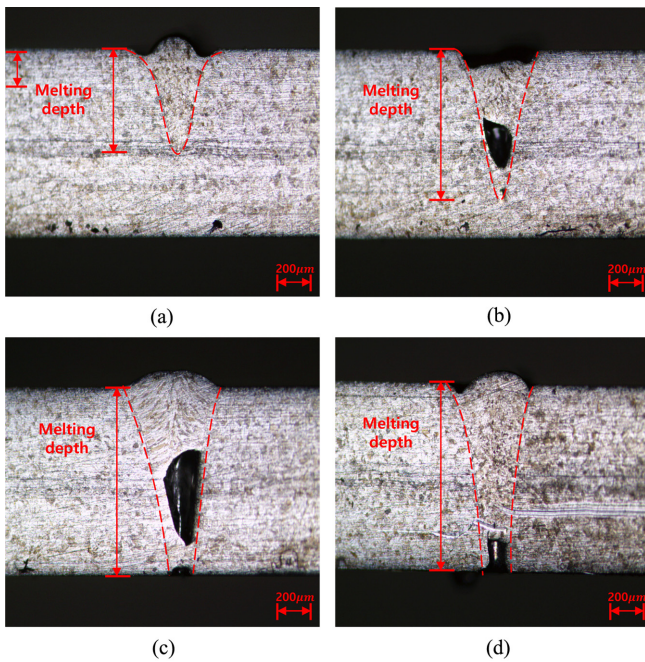 Melting
depth
200μm
(a)
Melting
depth
200μm
(b)
Melting
depth
200μm
(c)
Melting
depth
200μm
(d)